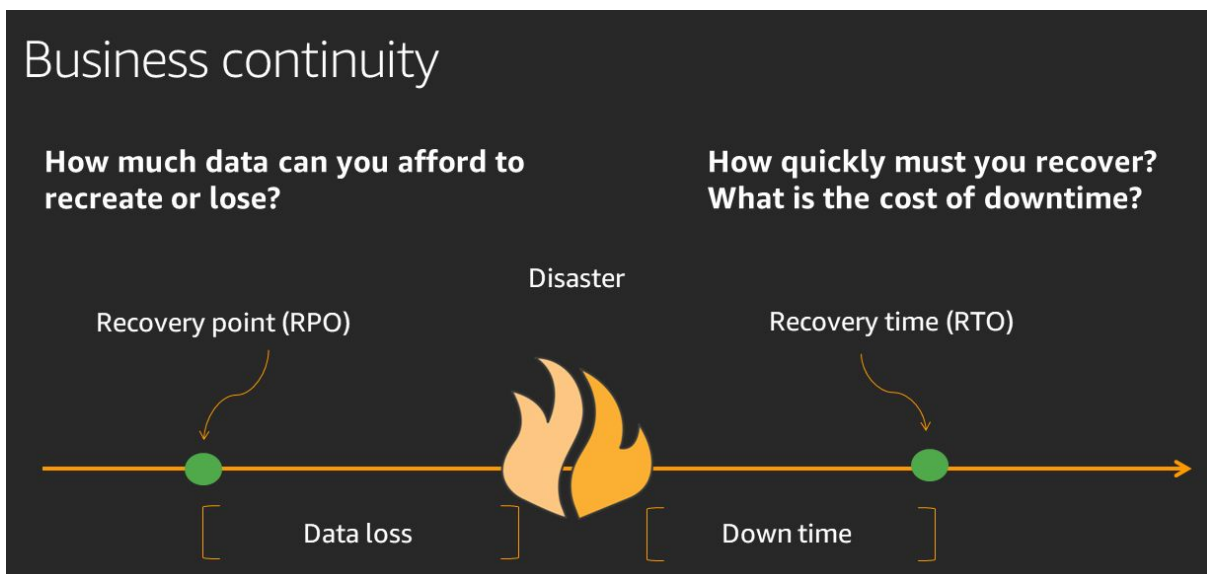 Business continuity
How much data can you afford to
recreate or lose?
How quickly must you recover?
What is the cost of downtime?
Disaster
Recovery point (RPO)
Recovery time (RTO)
Data loss
Down time